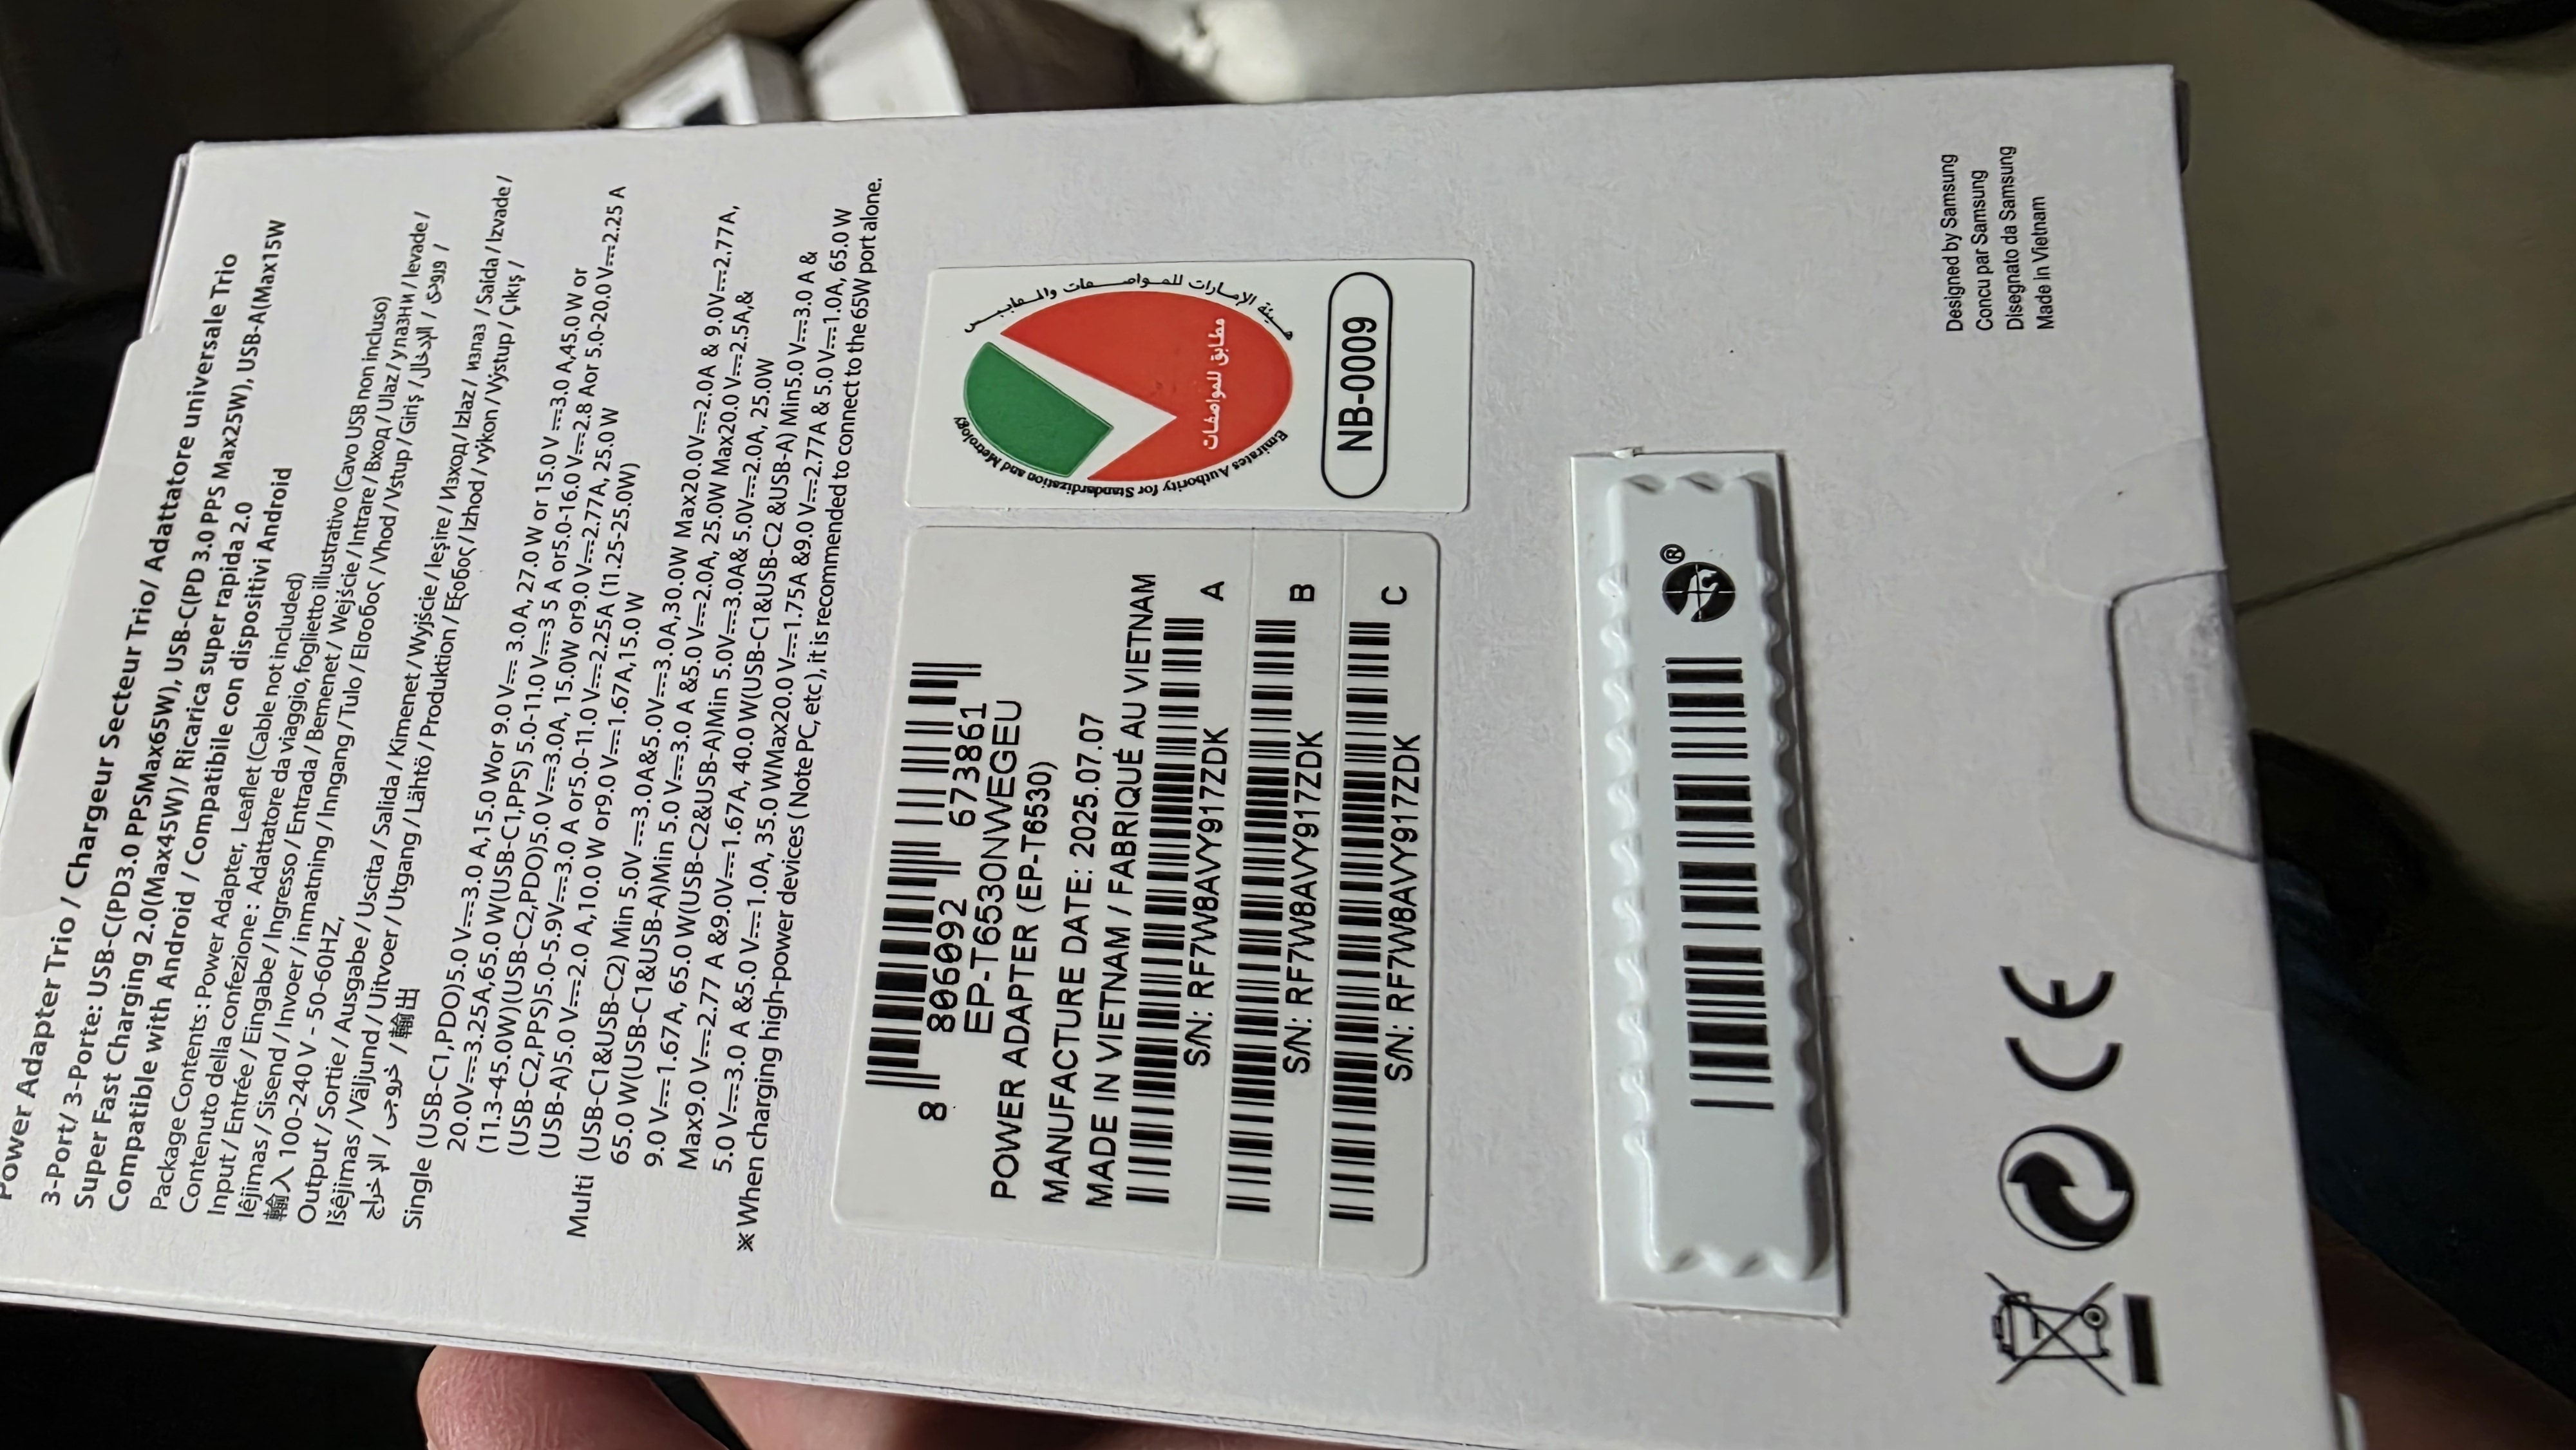 Power Adapter Trio / Chargeur Secteur Trio/ Adattatore universale Trio
3-Port/ 3-Porte: USB-C(PD3.0 PPSMax65W), USB-C(PD 3.0 PPS Max25W), USB-A(Max15W
Super Fast Charging 2.0(Max45W)/ Ricarica super rapida 2.0
Compatible with Android / Compatibile con dispositivi Android
Package Contents : Power Adapter, Leaflet (Cable not included)
Contenuto della confezione : Adattatore da viaggio, foglietto illustrativo (Cavo USB non incluso)
Input / Entrée / Eingabe / Ingresso / Entrada / Bemenenet / Wejście / Intrare / Вход / Ulaz / улазни / levade /
Iėjimas / Sisend / Invoer / inmatning / Inngang / Tulo / Είσοδος / Vhod / Vstup / Giriş / الإدخال / ورودی /
輸入 100-240 V - 50-60HZ,
Output / Sortie / Ausgabe / Uscita / Salida / Kimenet / Wyjście / Ieşire / Изход / Izlaz / излаз / Saída / Izvade /
Išėjimas / Väljund / Uitvoer / Utgang / Lähtö / Produktion / Εξοδος / Izhod / výkon / Výstup / Çıkış /
الإخراج / خروجی / 輸出
Single (USB-C1,PDO)5.0 V⎓3.0 A,15.0 Wor 9.0 V⎓ 3.0 A, 27.0 W or 15.0 V ⎓3.0 A,45.0 W or
20.0V⎓3.25A,65.0 W(USB-C1,PPS) 5.0-11.0 V⎓3 5 A or5.0-16.0 V⎓2.8 Aor 5.0-20.0 V⎓2.25 A
(11.3-45.0W)(USB-C2,PDO)5.0 V⎓3.0A, 15.0W or9.0 V⎓2.77A, 25.0 W
(USB-C2,PPS)5.0-5.9V⎓3.0 A or5.0-11.0 V⎓2.25A (11.25-25.0W)
(USB-A)5.0 V⎓2.0 A,10.0 W or9.0 V⎓1.67A,15.0 W
Multi (USB-C1&USB-C2) Min 5.0V ⎓3.0A&5.0V⎓3.0A,30.0W Max20.0V⎓2.0A & 9.0V⎓2.77A,
65.0 W(USB-C1&USB-A)Min 5.0 V⎓3.0 A &5.0 V⎓2.0A, 25.0W Max20.0 V⎓2.5A,&
9.0 V⎓1.67A, 65.0 W(USB-C2&USB-A)Min 5.0V⎓3.0A& 5.0V⎓2.0A, 25.0W
Max9.0 V⎓2.77 A &9.0V⎓1.67A, 40.0 W(USB-C1&USB-C2 &USB-A) Min5.0 V⎓3.0 A &
5.0 V⎓3.0 A &5.0 V⎓1.0A, 35.0 WMax20.0 V⎓1.75A &9.0 V⎓2.77A & 5.0 V⎓1.0A, 65.0 W
※ When charging high-power devices ( Note PC, etc ), it is recommended to connect to the 65W port alone.
8 806092 673861
EP-T6530NWEGEU
POWER ADAPTER (EP-T6530)
MANUFACTURE DATE: 2025.07.07
MADE IN VIETNAM / FABRIQUÉ AU VIETNAM
A
S/N: RF7W8AVY917ZDK
B
S/N: RF7W8AVY917ZDK
C
S/N: RF7W8AVY917ZDK
هيئة الإمارات للمواصفات والمقاييس
مطابق للمواصفات
Emirates Authority for Standardization and Metrology
NB-0009
®
CE
Designed by Samsung
Concu par Samsung
Disegnato da Samsung
Made in Vietnam